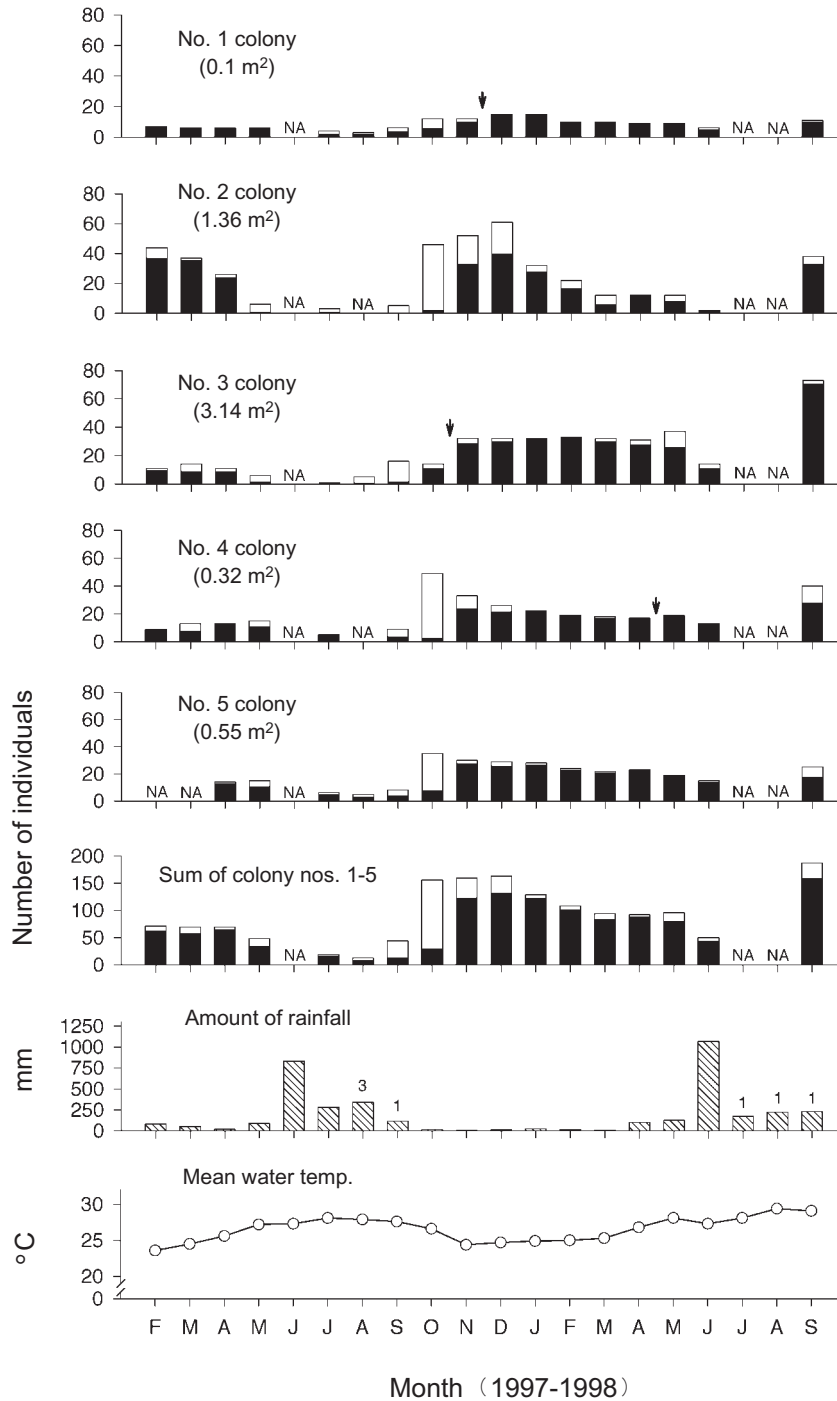 80
60
40
20
0
No. 1 colony
(0.1 m²)
NA NA NA
80
60
40
20
0
No. 2 colony
(1.36 m²)
NA NA NA NA
80
60
40
20
0
No. 3 colony
(3.14 m²)
NA NA NA
80
60
40
20
0
No. 4 colony
(0.32 m²)
NA NA NA NA
80
60
40
20
0
No. 5 colony
(0.55 m²)
NA NA NA NA NA
Number of individuals
200
150
100
50
0
Sum of colony nos. 1-5
NA NA NA
mm
1250
1000
750
500
250
0
Amount of rainfall
3 1 1 1 1
°C
30
25
20
0
Mean water temp.
F M A M J J A S O N D J F M A M J J A S
Month (1997-1998)